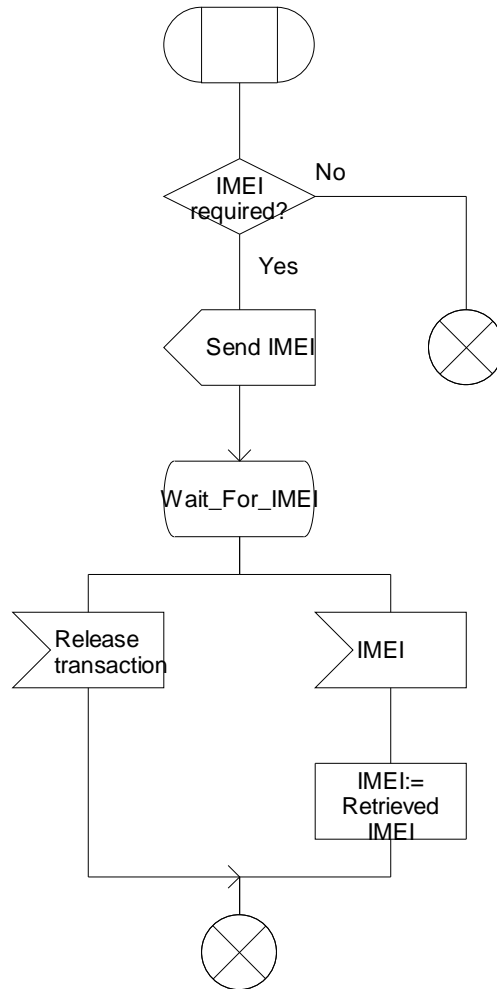 IMEI
required?
No
Yes
Send IMEI
Wait_For_IMEI
Release
transaction
IMEI
IMEI:=
Retrieved
IMEI